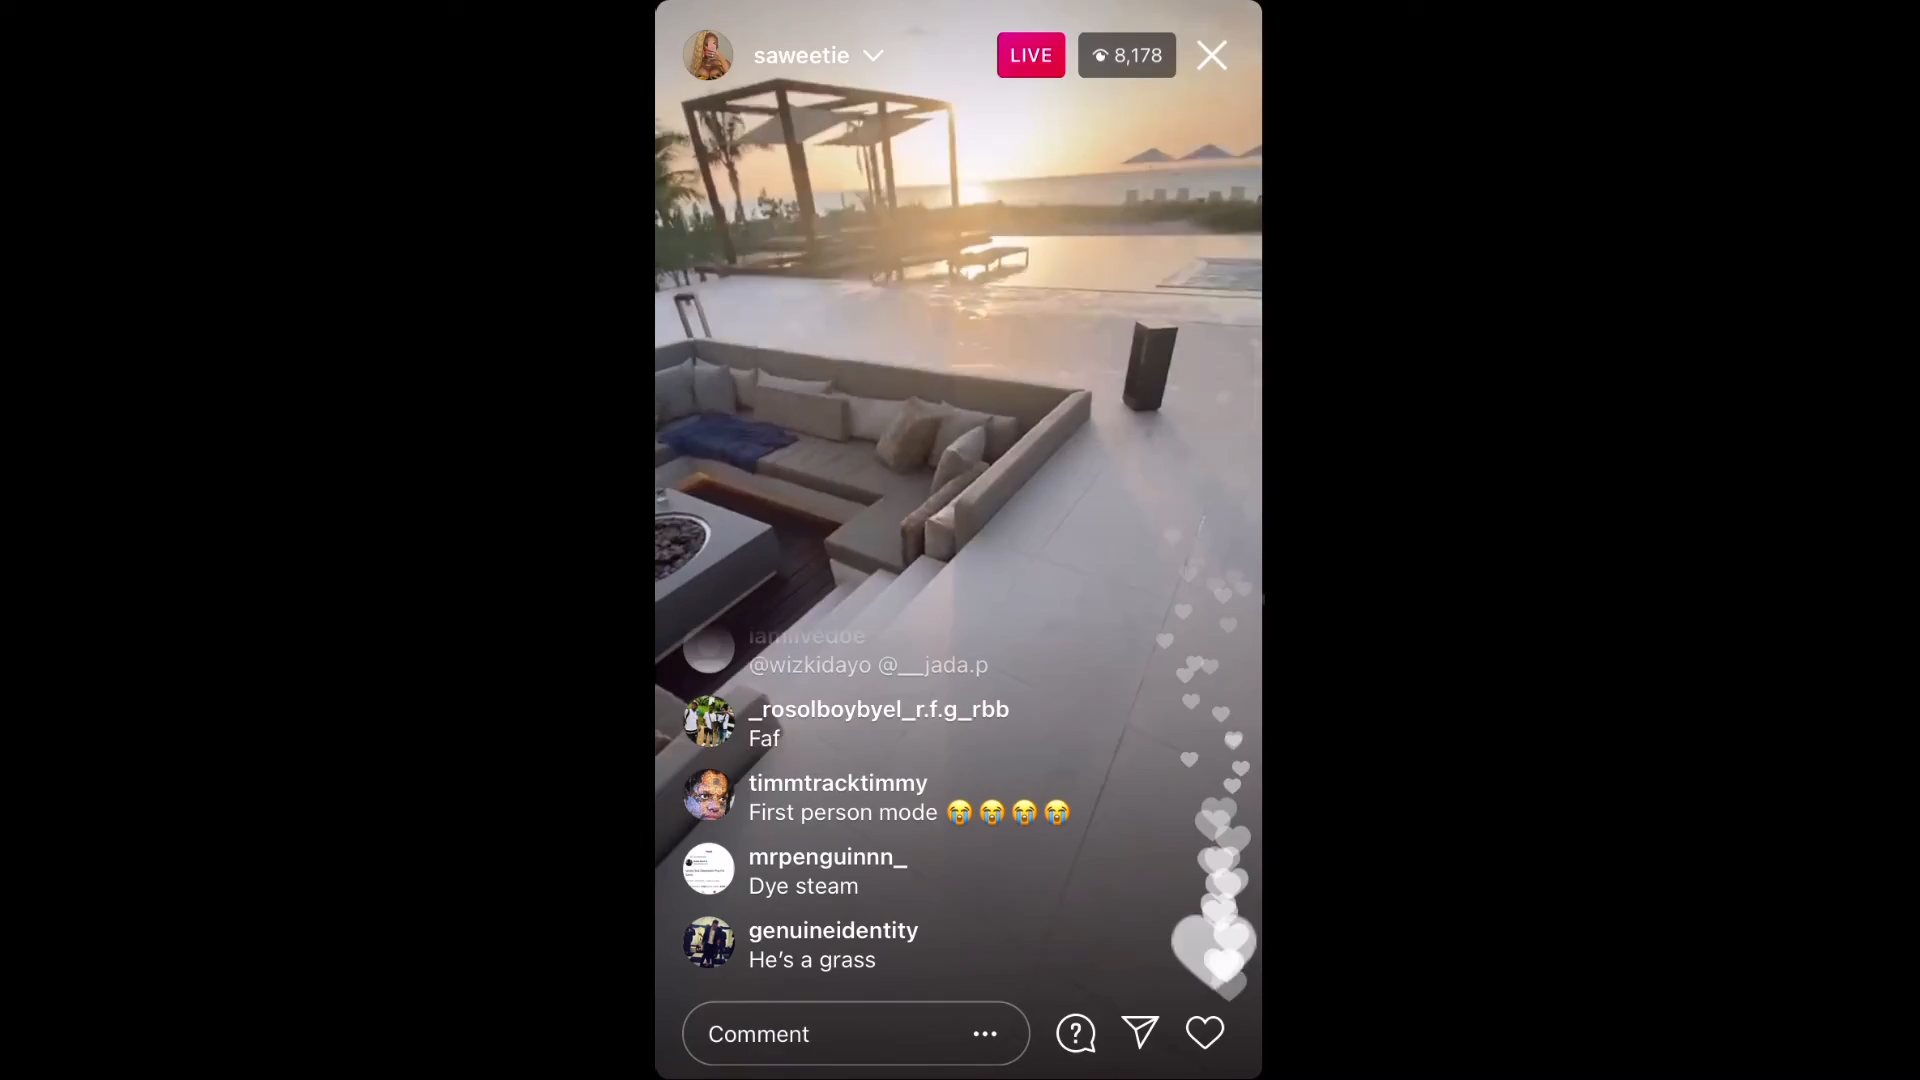 saweetie
LIVE
8,178
iamlivedoe
@wizkidayo @__jada.p
_rosolboybyel_r.f.g_rbb
Faf
timmtracktimmy
First person mode 😭😭😭😭
mrpenguinnn_
Dye steam
genuineidentity
He's a grass
Comment